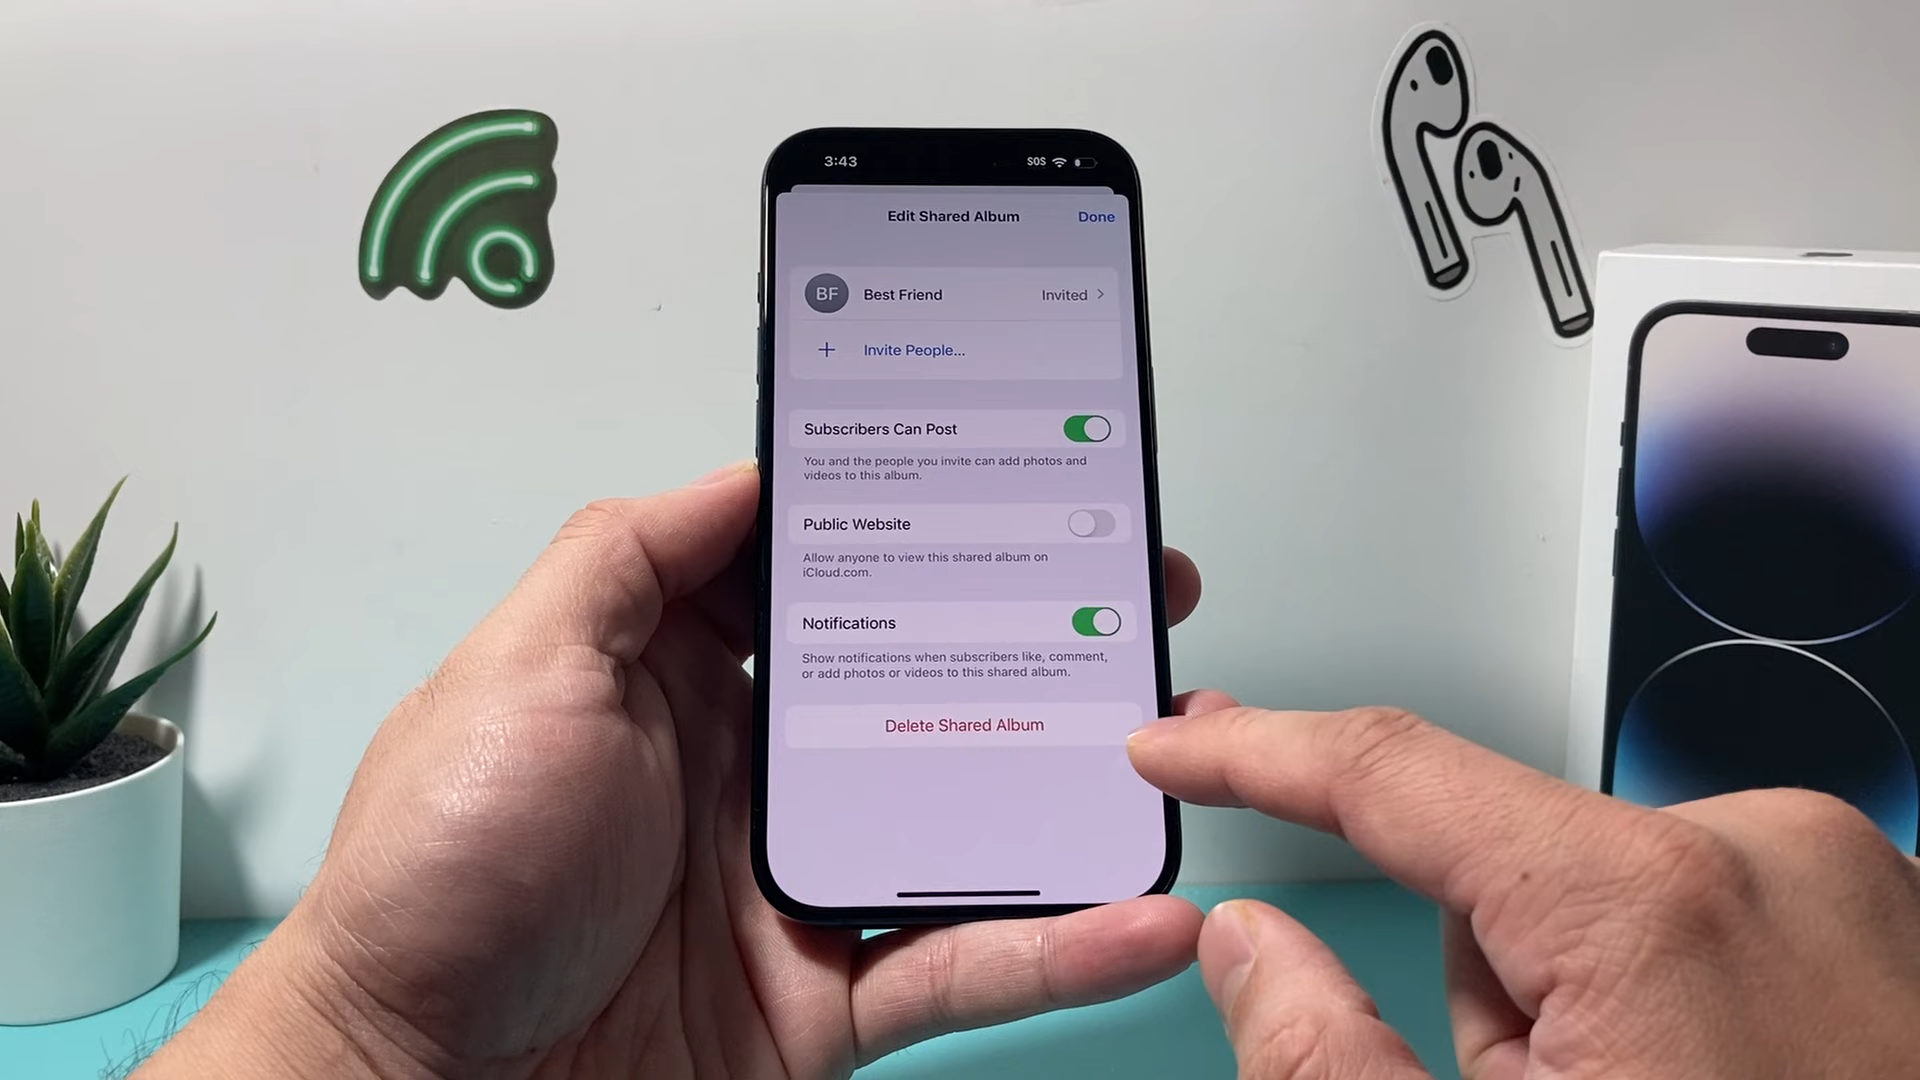 3:43
SOS
Edit Shared Album
Done
BF
Best Friend
Invited
Invite People...
Subscribers Can Post
You and the people you invite can add photos and
videos to this album.
Public Website
Allow anyone to view this shared album on
iCloud.com.
Notifications
Show notifications when subscribers like, comment,
or add photos or videos to this shared album.
Delete Shared Album